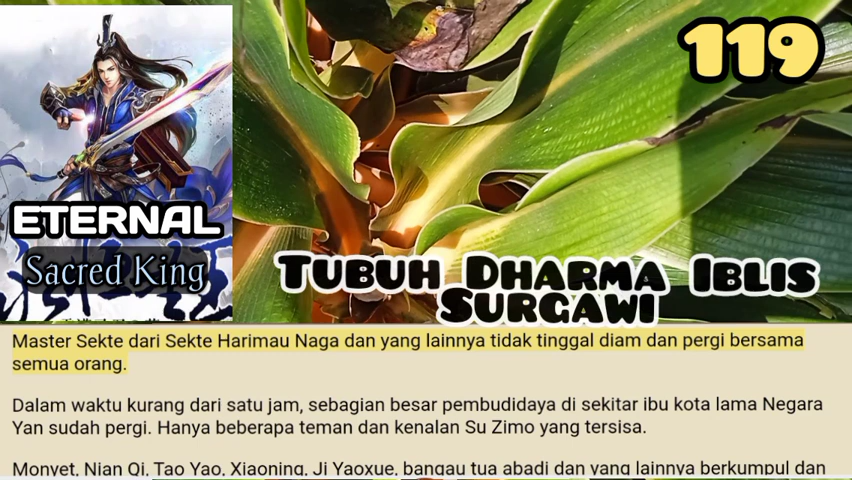 119
ETERNAL
Sacred King
TUBUH DHARMA IBLIS
SURGAWI
Master Sekte dari Sekte Harimau Naga dan yang lainnya tidak tinggal diam dan pergi bersama
semua orang.
Dalam waktu kurang dari satu jam, sebagian besar pembudidaya di sekitar ibu kota lama Negara
Yan sudah pergi. Hanya beberapa teman dan kenalan Su Zimo yang tersisa.
Monyet, Nian Qi, Tao Yao, Xiaoning, Ji Yaoxue, bangau tua abadi dan yang lainnya berkumpul dan